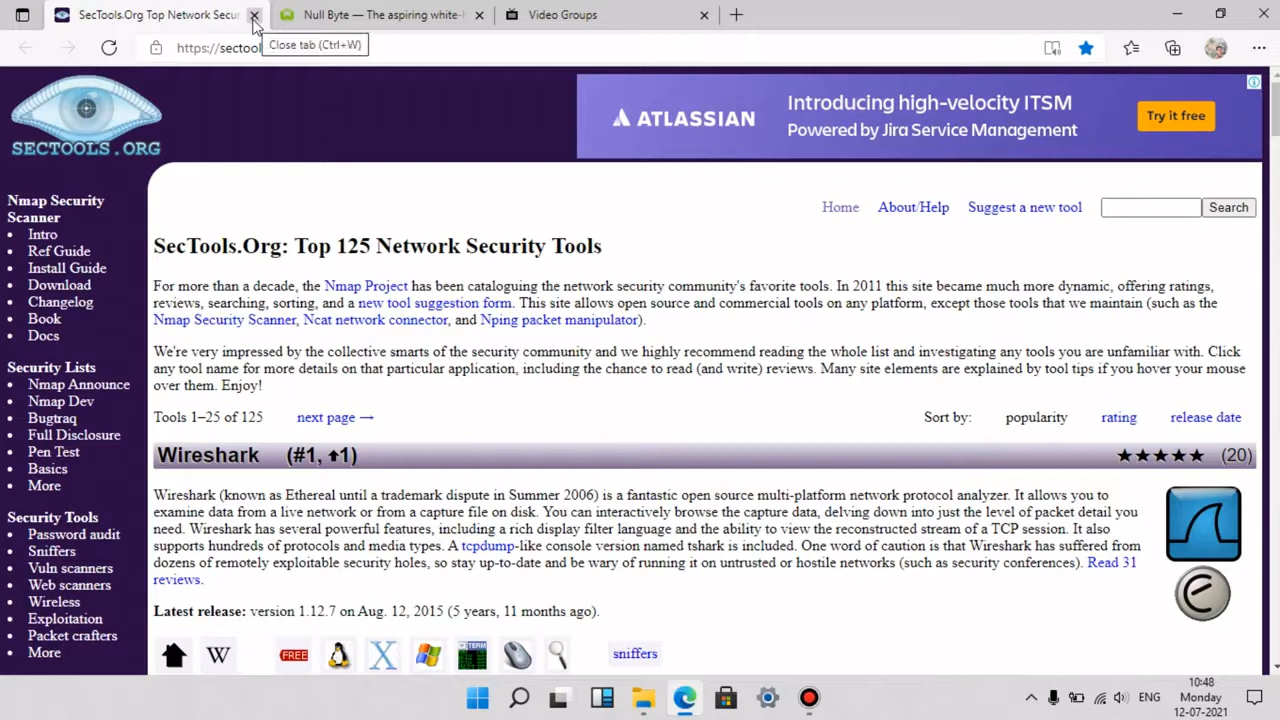 SecTools.Org Top Network Secur
Null Byte — The aspiring white-h
Video Groups
Close tab (Ctrl+W)
https://sectool
SECTOOLS.ORG
ATLASSIAN
Introducing high-velocity ITSM
Powered by Jira Service Management
Try it free
Home About/Help Suggest a new tool Search
Nmap Security
Scanner
Intro
Ref Guide
Install Guide
Download
Changelog
Book
Docs
Security Lists
Nmap Announce
Nmap Dev
Bugtraq
Full Disclosure
Pen Test
Basics
More
Security Tools
Password audit
Sniffers
Vuln scanners
Web scanners
Wireless
Exploitation
Packet crafters
More
SecTools.Org: Top 125 Network Security Tools
For more than a decade, the Nmap Project has been cataloguing the network security community's favorite tools. In 2011 this site became much more dynamic, offering ratings,
reviews, searching, sorting, and a new tool suggestion form. This site allows open source and commercial tools on any platform, except those tools that we maintain (such as the
Nmap Security Scanner, Ncat network connector, and Nping packet manipulator).
We're very impressed by the collective smarts of the security community and we highly recommend reading the whole list and investigating any tools you are unfamiliar with. Click
any tool name for more details on that particular application, including the chance to read (and write) reviews. Many site elements are explained by tool tips if you hover your mouse
over them. Enjoy!
Tools 1–25 of 125 next page → Sort by: popularity rating release date
Wireshark (#1, ↑1) ★★★★★ (20)
Wireshark (known as Ethereal until a trademark dispute in Summer 2006) is a fantastic open source multi-platform network protocol analyzer. It allows you to
examine data from a live network or from a capture file on disk. You can interactively browse the capture data, delving down into just the level of packet detail you
need. Wireshark has several powerful features, including a rich display filter language and the ability to view the reconstructed stream of a TCP session. It also
supports hundreds of protocols and media types. A tcpdump-like console version named tshark is included. One word of caution is that Wireshark has suffered from
dozens of remotely exploitable security holes, so stay up-to-date and be wary of running it on untrusted or hostile networks (such as security conferences). Read 31
reviews.
Latest release: version 1.12.7 on Aug. 12, 2015 (5 years, 11 months ago).
W FREE X TERM sniffers
ENG
10:48
Monday
12-07-2021